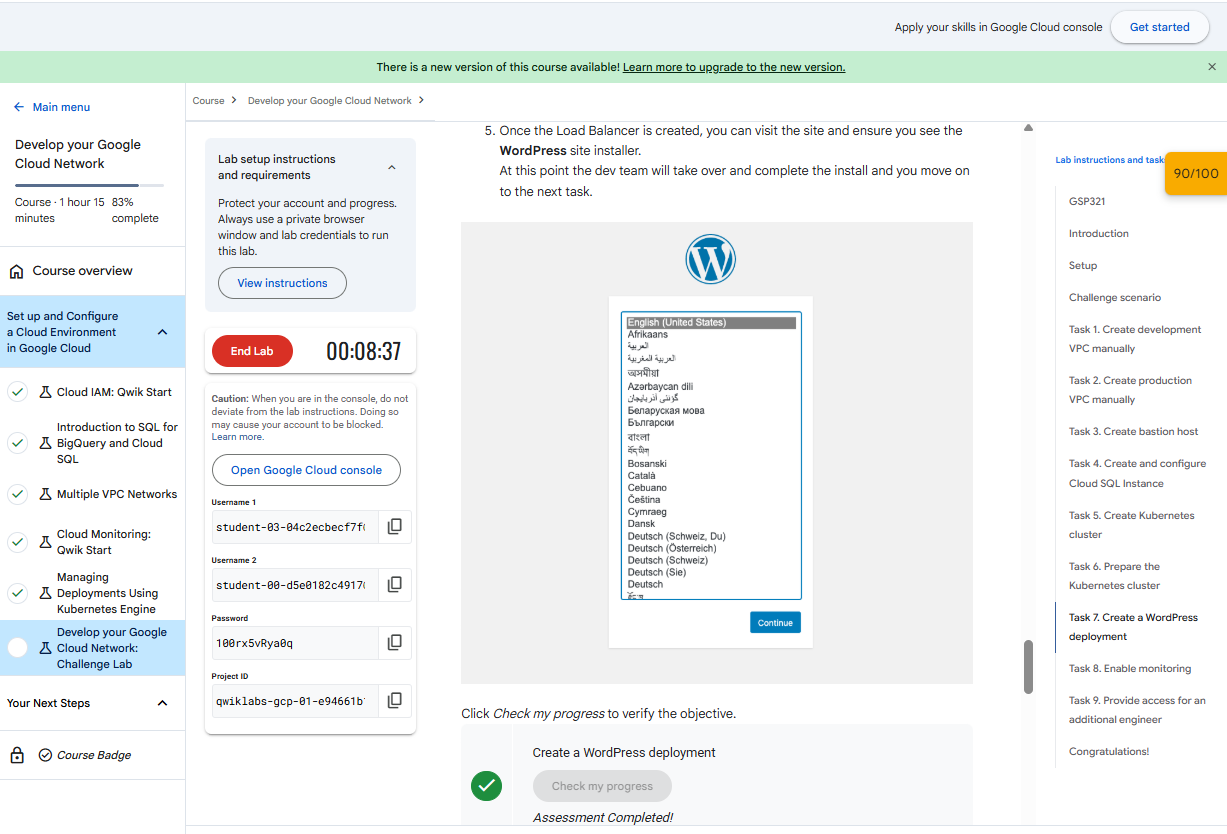 Apply your skills in Google Cloud console
Get started
There is a new version of this course available! Learn more to upgrade to the new version.
Main menu
Develop your Google
Cloud Network
Course · 1 hour 15
minutes
83%
complete
Course overview
Set up and Configure
a Cloud Environment
in Google Cloud
Cloud IAM: Qwik Start
Introduction to SQL for
BigQuery and Cloud
SQL
Multiple VPC Networks
Cloud Monitoring:
Qwik Start
Managing
Deployments Using
Kubernetes Engine
Develop your Google
Cloud Network:
Challenge Lab
Your Next Steps
Course Badge
Course
Develop your Google Cloud Network
Lab setup instructions
and requirements
Protect your account and progress.
Always use a private browser
window and lab credentials to run
this lab.
View instructions
End Lab
00:08:37
Caution: When you are in the console, do not
deviate from the lab instructions. Doing so
may cause your account to be blocked.
Learn more.
Open Google Cloud console
Username 1
student-03-04c2ecbecf7f
Username 2
student-00-d5e0182c4917
Password
100rx5vRya0q
Project ID
qwiklabs-gcp-01-e94661b
5. Once the Load Balancer is created, you can visit the site and ensure you see the
WordPress site installer.
At this point the dev team will take over and complete the install and you move on
to the next task.
English (United States)
Afrikaans
العربية
العربية المغربية
অসমীয়া
Azərbaycan dili
گؤنئی آذربایجان
Беларуская мова
Български
বাংলা
བོད་ཡིག
Bosanski
Català
Cebuano
Čeština
Cymraeg
Dansk
Deutsch (Schweiz, Du)
Deutsch (Österreich)
Deutsch (Schweiz)
Deutsch (Sie)
Deutsch
Continue
Click Check my progress to verify the objective.
Create a WordPress deployment
Check my progress
Assessment Completed!
Lab instructions and tasks
90/100
GSP321
Introduction
Setup
Challenge scenario
Task 1. Create development
VPC manually
Task 2. Create production
VPC manually
Task 3. Create bastion host
Task 4. Create and configure
Cloud SQL Instance
Task 5. Create Kubernetes
cluster
Task 6. Prepare the
Kubernetes cluster
Task 7. Create a WordPress
deployment
Task 8. Enable monitoring
Task 9. Provide access for an
additional engineer
Congratulations!